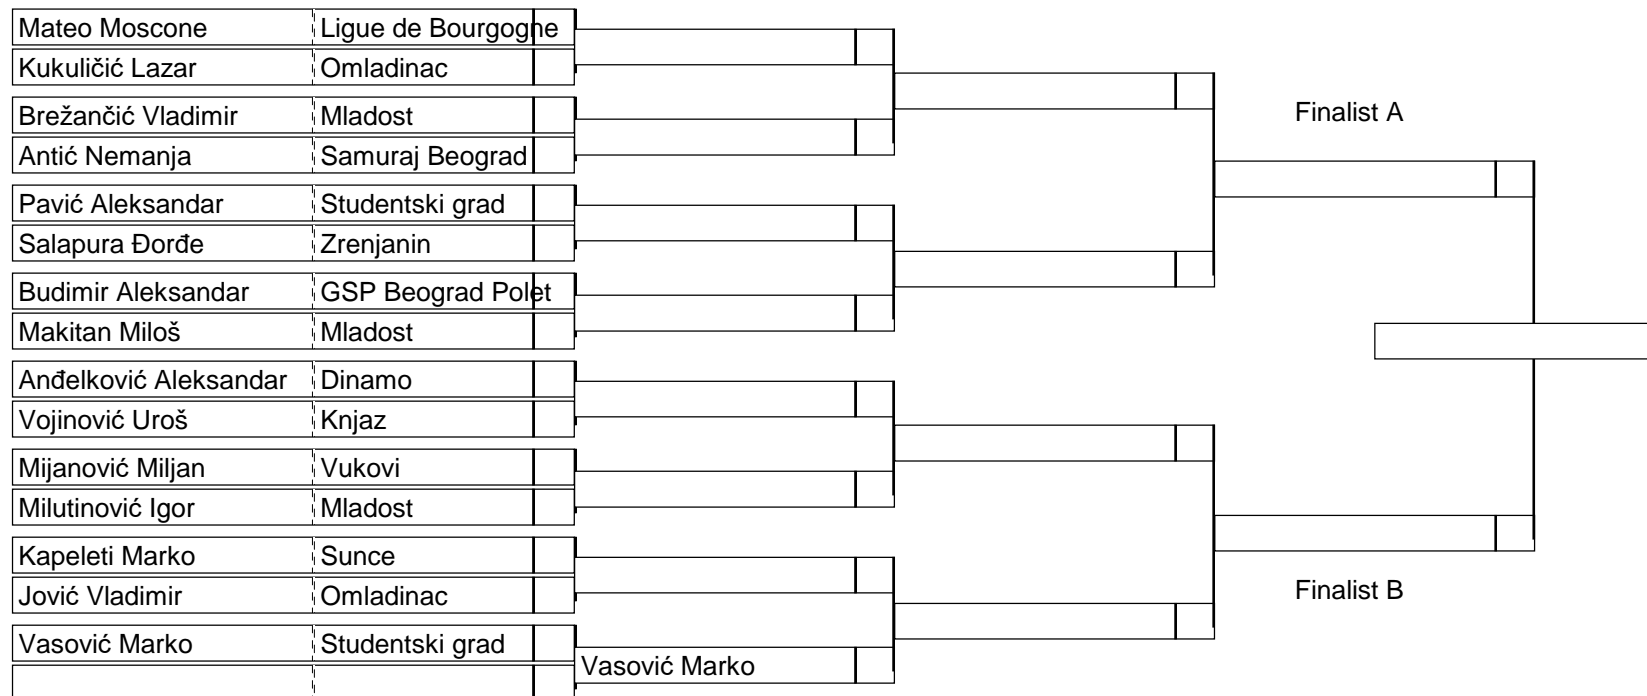 Mateo Moscone Ligue de Bourgogne
Kukuličić Lazar Omladinac
Finalist A
Brežančić Vladimir Mladost
Antić Nemanja Samuraj Beograd
Pavić Aleksandar Studentski grad
Salapura Đorđe Zrenjanin
Budimir Aleksandar GSP Beograd Polet
Makitan Miloš Mladost
Anđelković Aleksandar Dinamo
Vojinović Uroš Knjaz
Mijanović Miljan Vukovi
Milutinović Igor Mladost
Kapeleti Marko Sunce
Jović Vladimir Omladinac
Finalist B
Vasović Marko Studentski grad
Vasović Marko